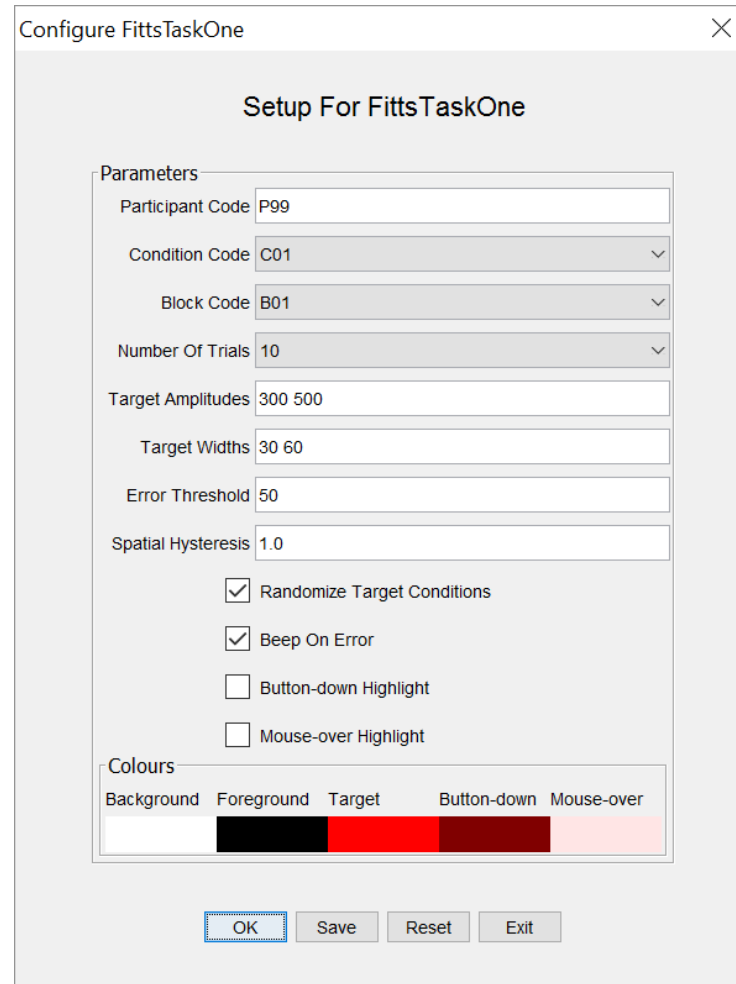 Configure FittsTaskOne
Setup For FittsTaskOne
Parameters
Participant Code P99
Condition Code C01
Block Code B01
Number Of Trials 10
Target Amplitudes 300 500
Target Widths 30 60
Error Threshold 50
Spatial Hysteresis 1.0
Randomize Target Conditions
Beep On Error
Button-down Highlight
Mouse-over Highlight
Colours
Background Foreground Target Button-down Mouse-over
OK Save Reset Exit